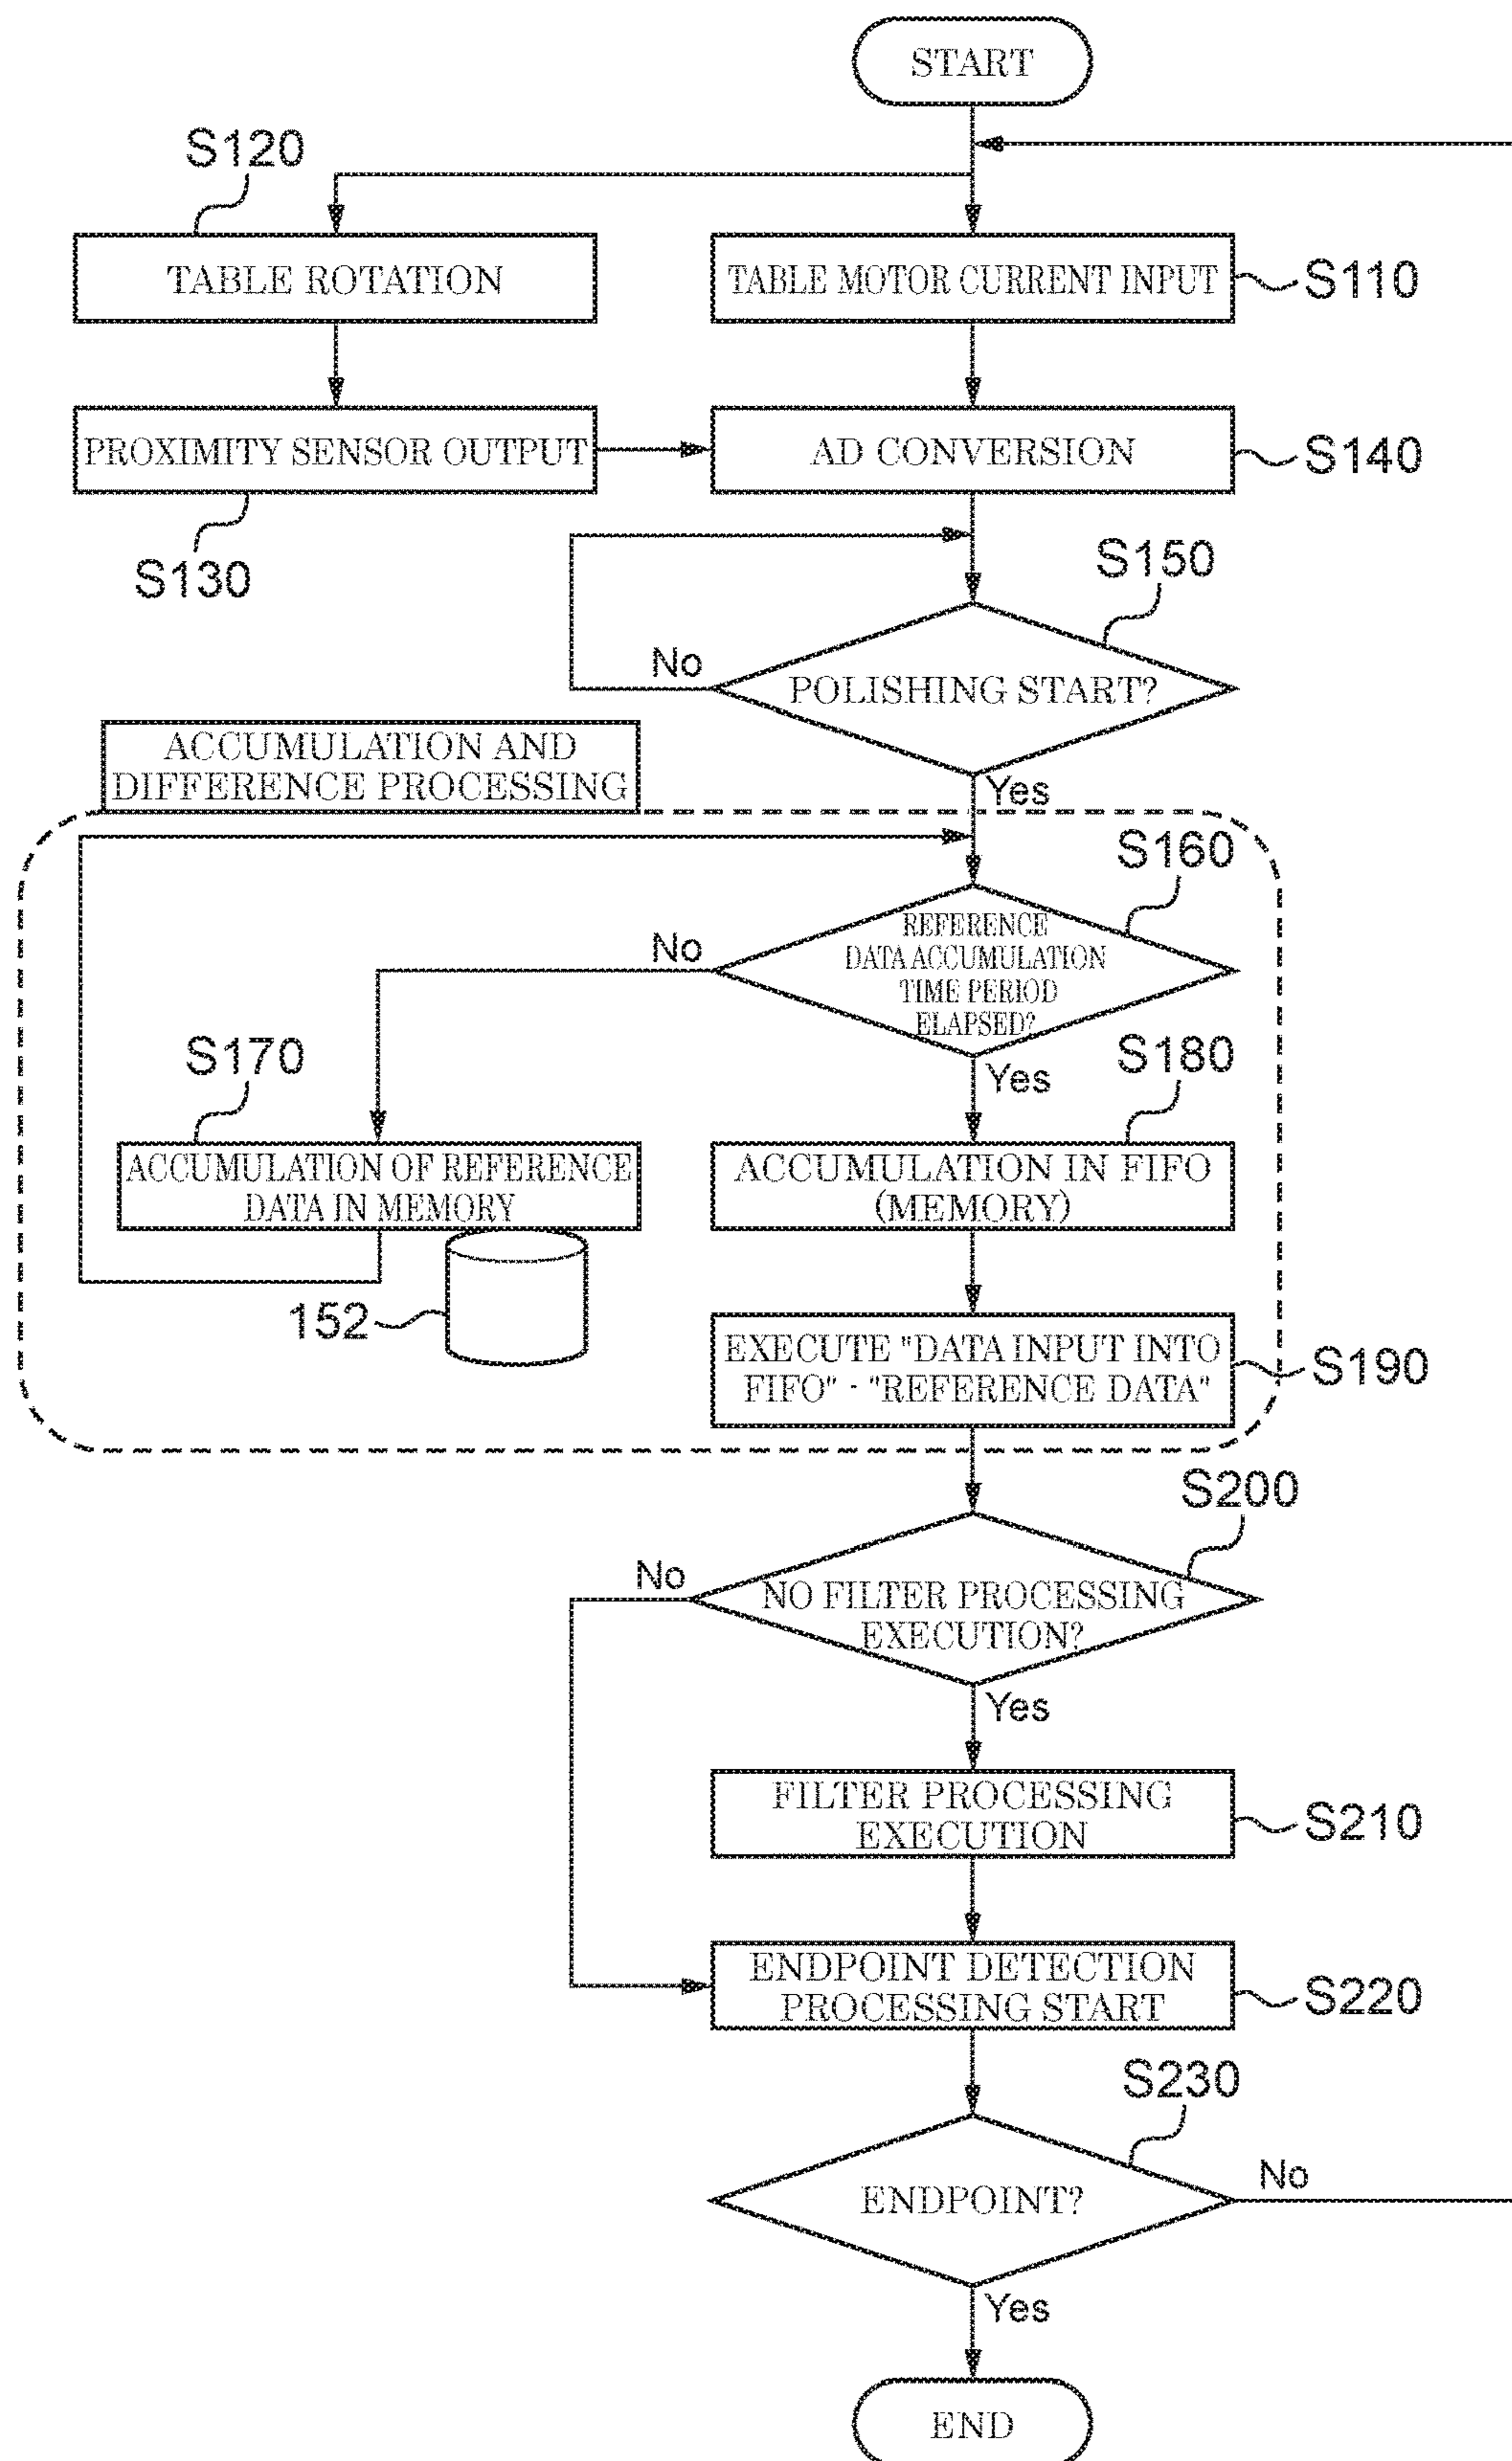 START
S120
TABLE ROTATION
TABLE MOTOR CURRENT INPUT
S110
PROXIMITY SENSOR OUTPUT
AD CONVERSION
S140
S130
S150
No
POLISHING START?
ACCUMULATION AND
DIFFERENCE PROCESSING
Yes
S160
No
REFERENCE
DATA ACCUMULATION
TIME PERIOD
ELAPSED?
S170
Yes
S180
ACCUMULATION OF REFERENCE
DATA IN MEMORY
ACCUMULATION IN FIFO
(MEMORY)
152
EXECUTE "DATA INPUT INTO
FIFO" - "REFERENCE DATA"
S190
S200
No
NO FILTER PROCESSING
EXECUTION?
Yes
FILTER PROCESSING
EXECUTION
S210
ENDPOINT DETECTION
PROCESSING START
S220
S230
No
ENDPOINT?
Yes
END